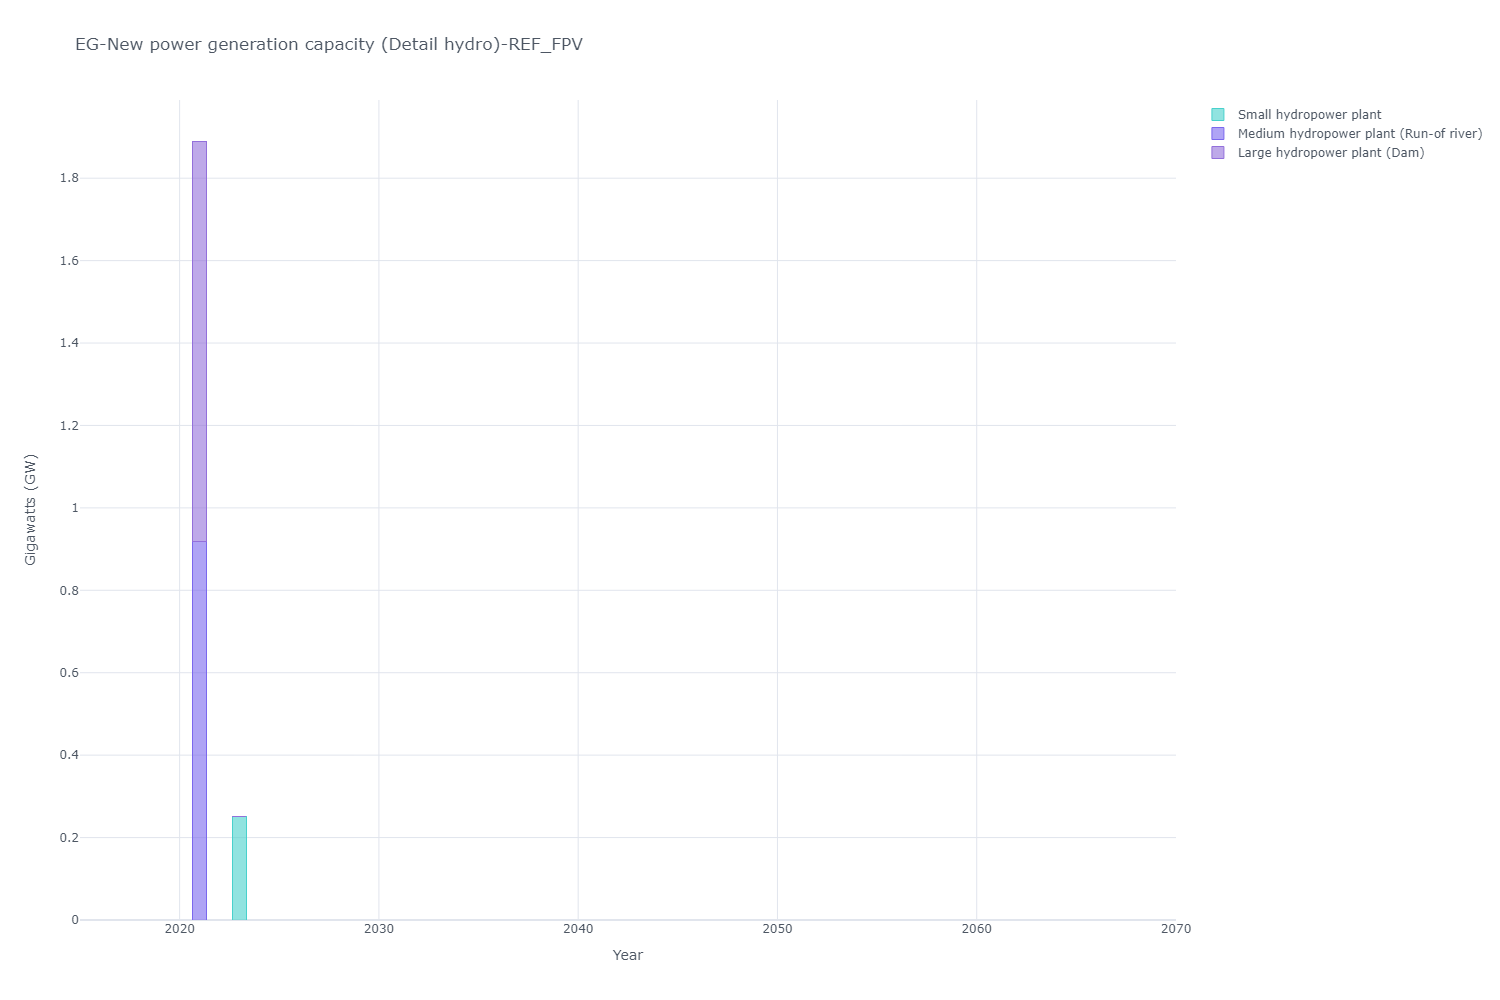 EG-New power generation capacity (Detail hydro)-REF_FPV
Small hydropower plant
Medium hydropower plant (Run-of river)
Large hydropower plant (Dam)
1.8
1.6
1.4
1.2
1
0.8
0.6
0.4
0.2
0
Gigawatts (GW)
2020 2030 2040 2050 2060 2070
Year